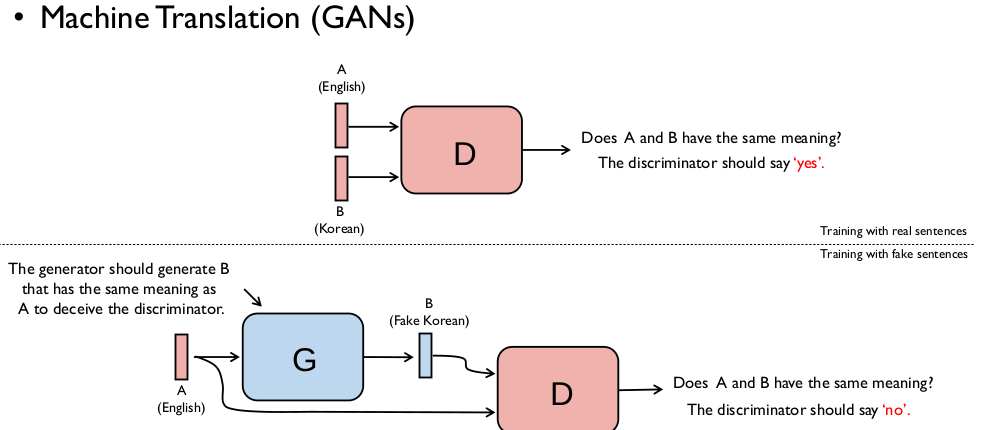 • Machine Translation (GANs)
A
(English)
D
Does A and B have the same meaning?
The discriminator should say ‘yes’.
B
(Korean)
Training with real sentences
Training with fake sentences
The generator should generate B
that has the same meaning as
A to deceive the discriminator.
B
(Fake Korean)
G
A
(English)
D
Does A and B have the same meaning?
The discriminator should say ‘no’.